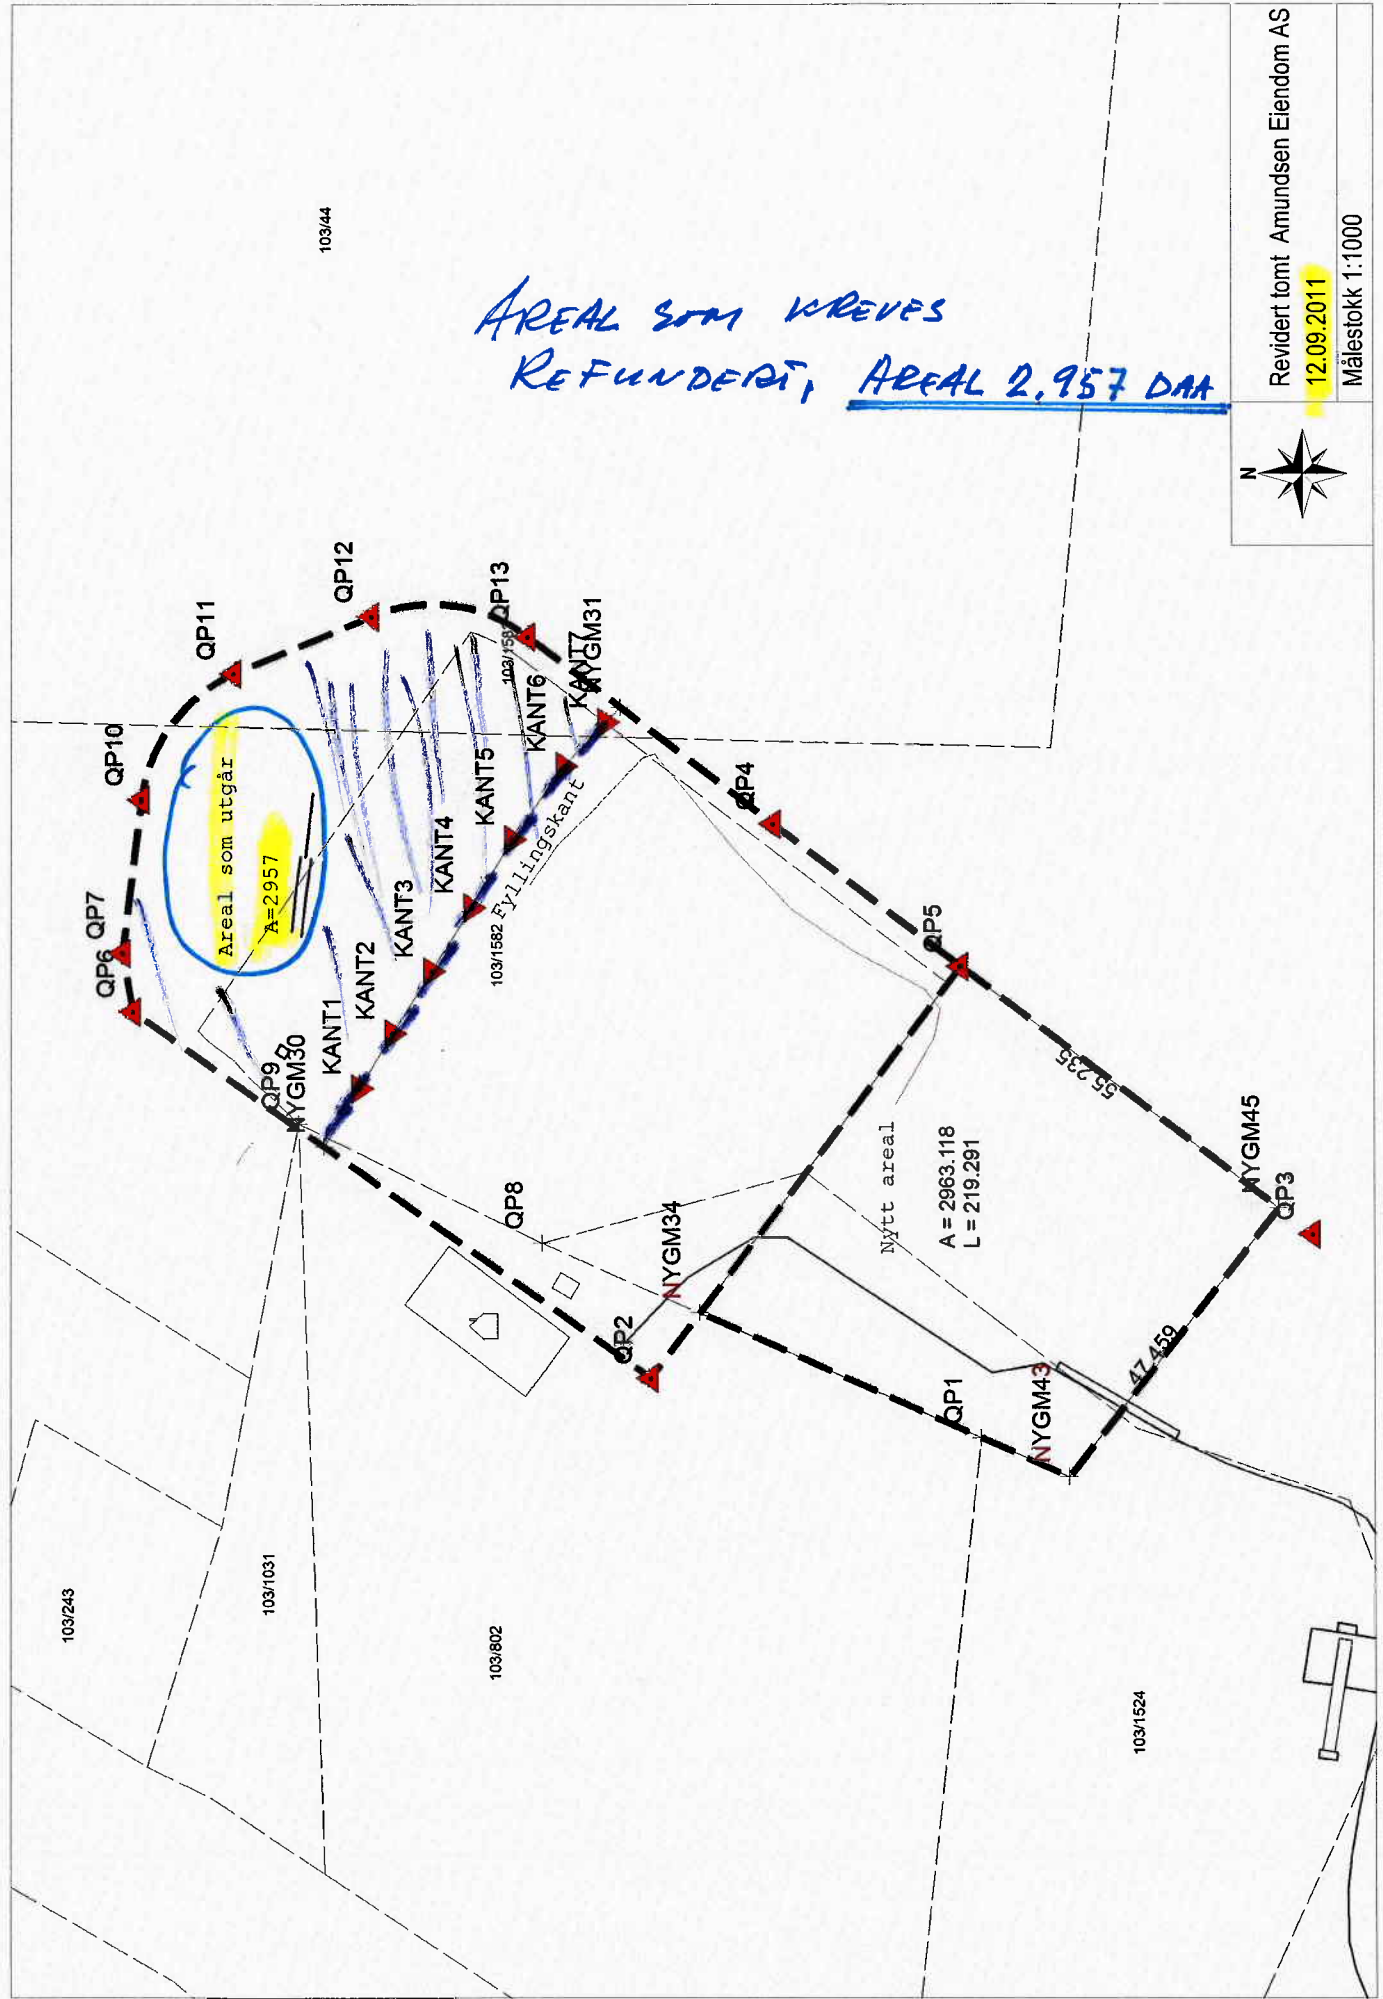 103/44
AREAL SOM KREVES
REFUNDERT, AREAL 2,957 DAA
QP11
QP12
QP10
QP13
103/158
NYGM31
KANT7
KANT6
Areal som utgår
A=2957
KANT5
KANT4
QP7
QP6
KANT3
KANT2
KANT1
103/1582 Fyllingskant
QP4
QP5
QP9
NYGM30
QP8
NYGM34
QP2
Nytt areal
A = 2963.118
L = 219.291
55.235
NYGM45
QP3
47.459
QP1
NYGM43
103/243
103/1031
103/802
103/1524
N
Revidert tomt Amundsen Eiendom AS
12.09.2011
Målestokk 1:1000